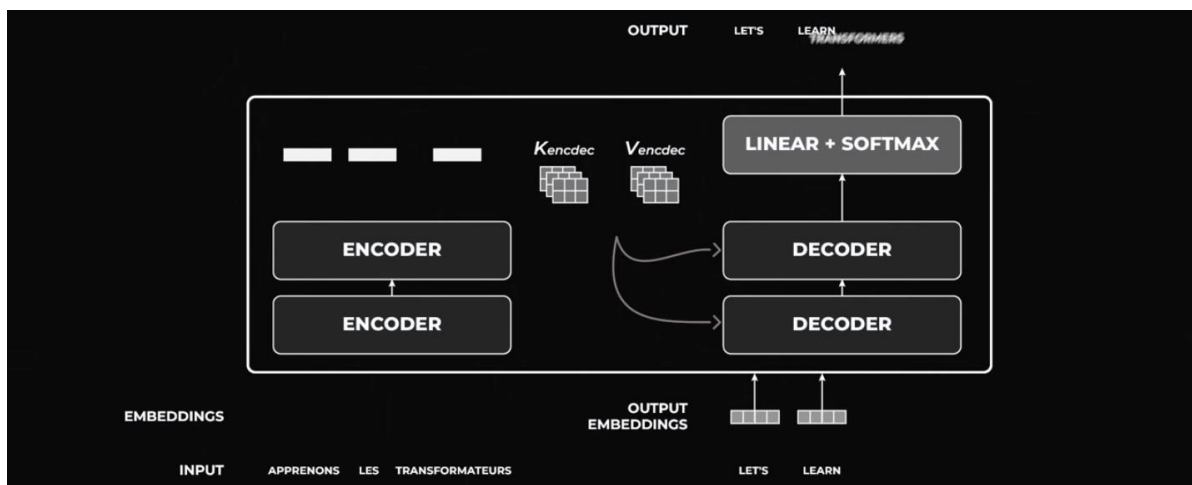 OUTPUT LET'S LEARN TRANSFORMERS
Kencdec Vencdec LINEAR + SOFTMAX
ENCODER DECODER
ENCODER DECODER
EMBEDDINGS OUTPUT EMBEDDINGS
INPUT APPRENONS LES TRANSFORMATEURS LET'S LEARN